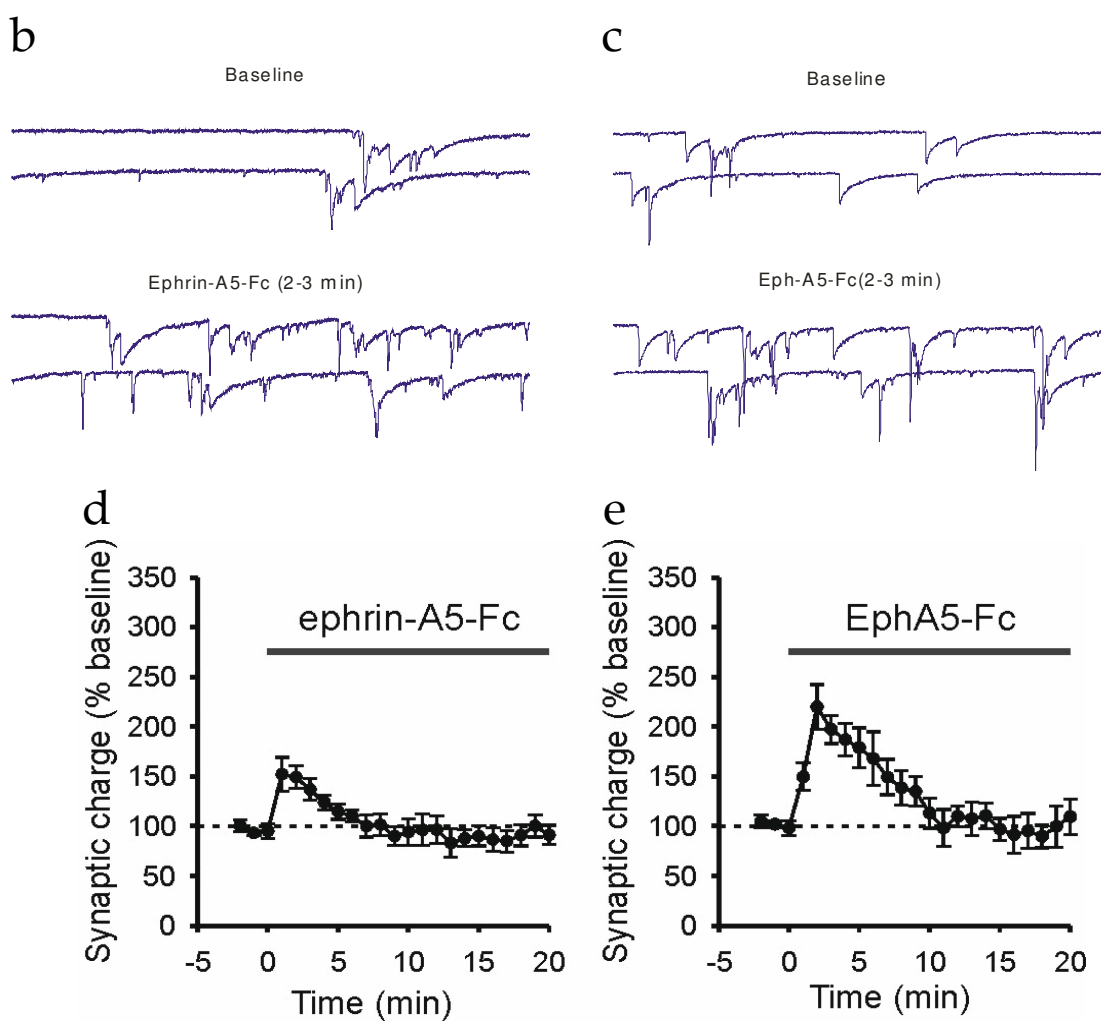 b
Baseline
Ephrin-A5-Fc (2-3 min)
c
Baseline
Eph-A5-Fc(2-3 min)
d
Synaptic charge (% baseline)
350
300
250
200
150
100
50
0
ephrin-A5-Fc
-5 0 5 10 15 20
Time (min)
e
Synaptic charge (% baseline)
350
300
250
200
150
100
50
0
EphA5-Fc
-5 0 5 10 15 20
Time (min)